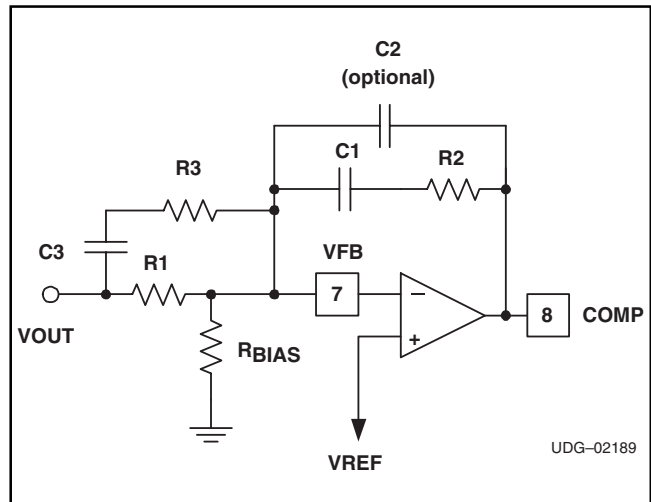 C2
(optional)
C1
R2
R3
C3
R1
VFB
7
–
+
8
COMP
VOUT
RBIAS
VREF
UDG–02189